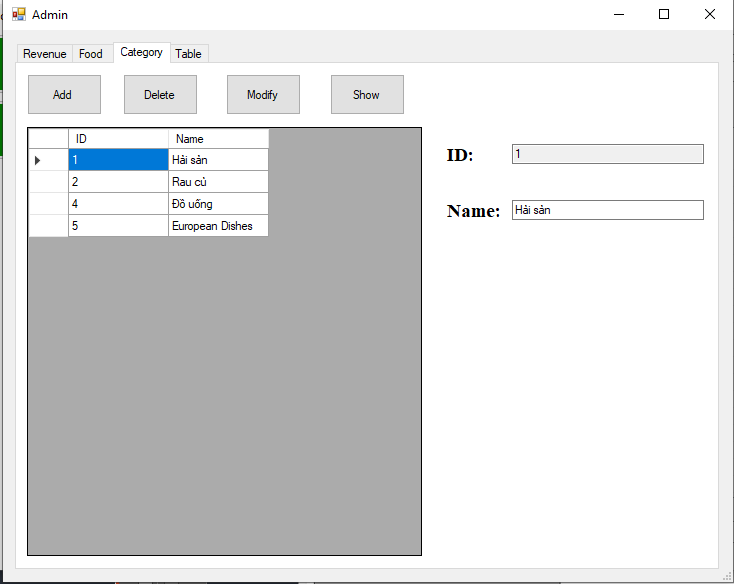 Admin
Revenue Food Category Table
Add Delete Modify Show
ID Name
1 Hải sản
2 Rau củ
4 Đồ uống
5 European Dishes
ID: 1
Name: Hải sản